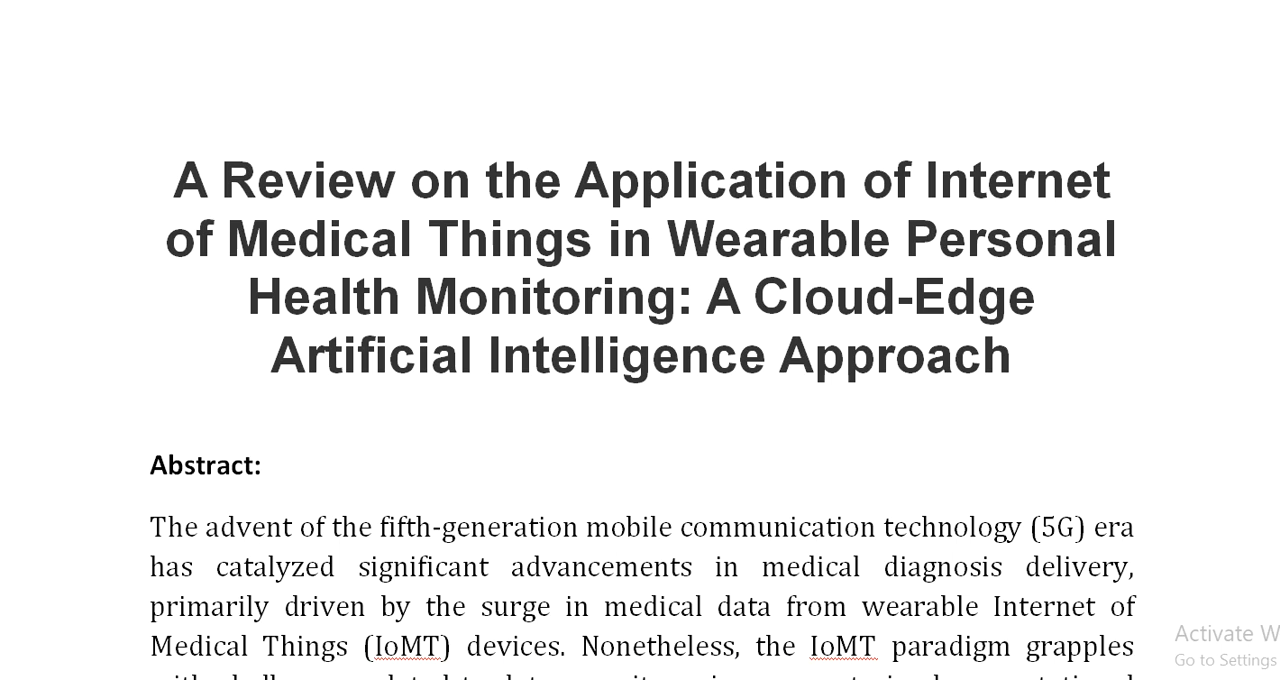 A Review on the Application of Internet
of Medical Things in Wearable Personal
Health Monitoring: A Cloud-Edge
Artificial Intelligence Approach
Abstract:
The advent of the fifth-generation mobile communication technology (5G) era
has catalyzed significant advancements in medical diagnosis delivery,
primarily driven by the surge in medical data from wearable Internet of
Medical Things (IoMT) devices. Nonetheless, the IoMT paradigm grapples
Activate W
Go to Settings